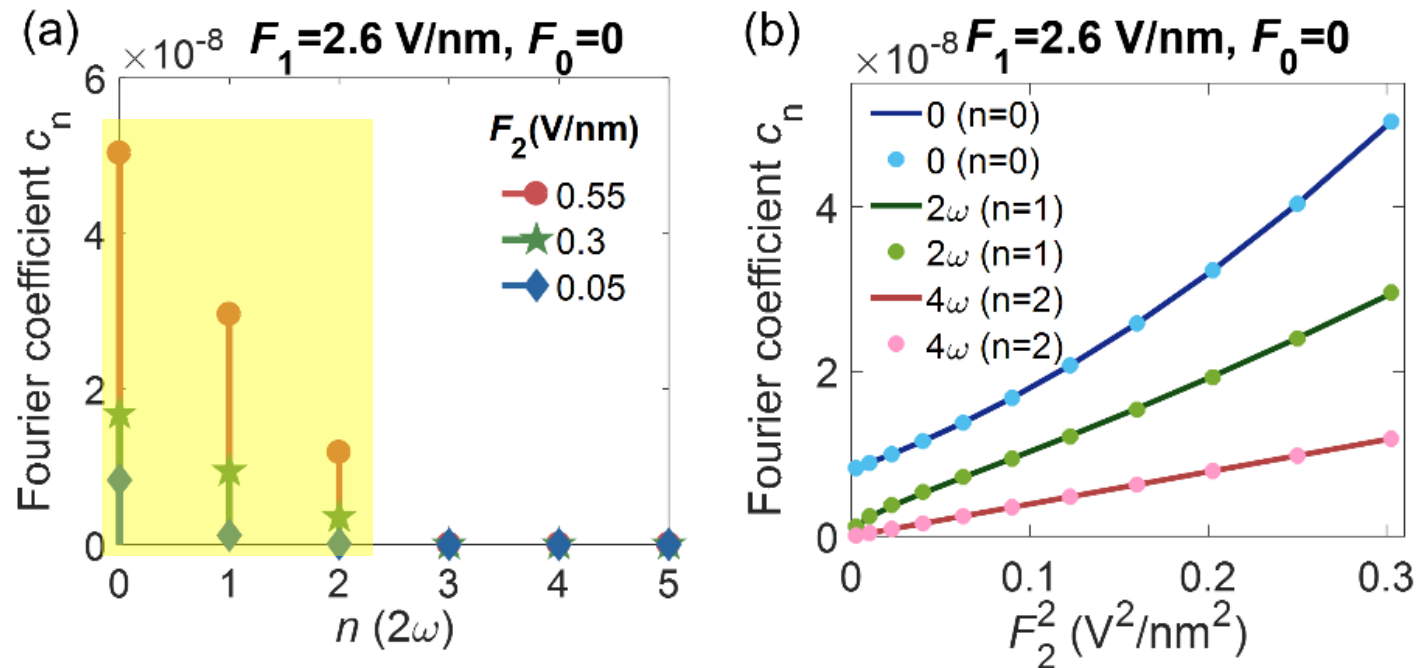 (a)
×10⁻⁸
F₁=2.6 V/nm, F₀=0
Fourier coefficient cₙ
6
4
2
0
F₂(V/nm)
0.55
0.3
0.05
0 1 2 3 4 5
n (2ω)
(b)
×10⁻⁸
F₁=2.6 V/nm, F₀=0
Fourier coefficient cₙ
4
2
0
0 (n=0)
0 (n=0)
2ω (n=1)
2ω (n=1)
4ω (n=2)
4ω (n=2)
0 0.1 0.2 0.3
F₂² (V²/nm²)